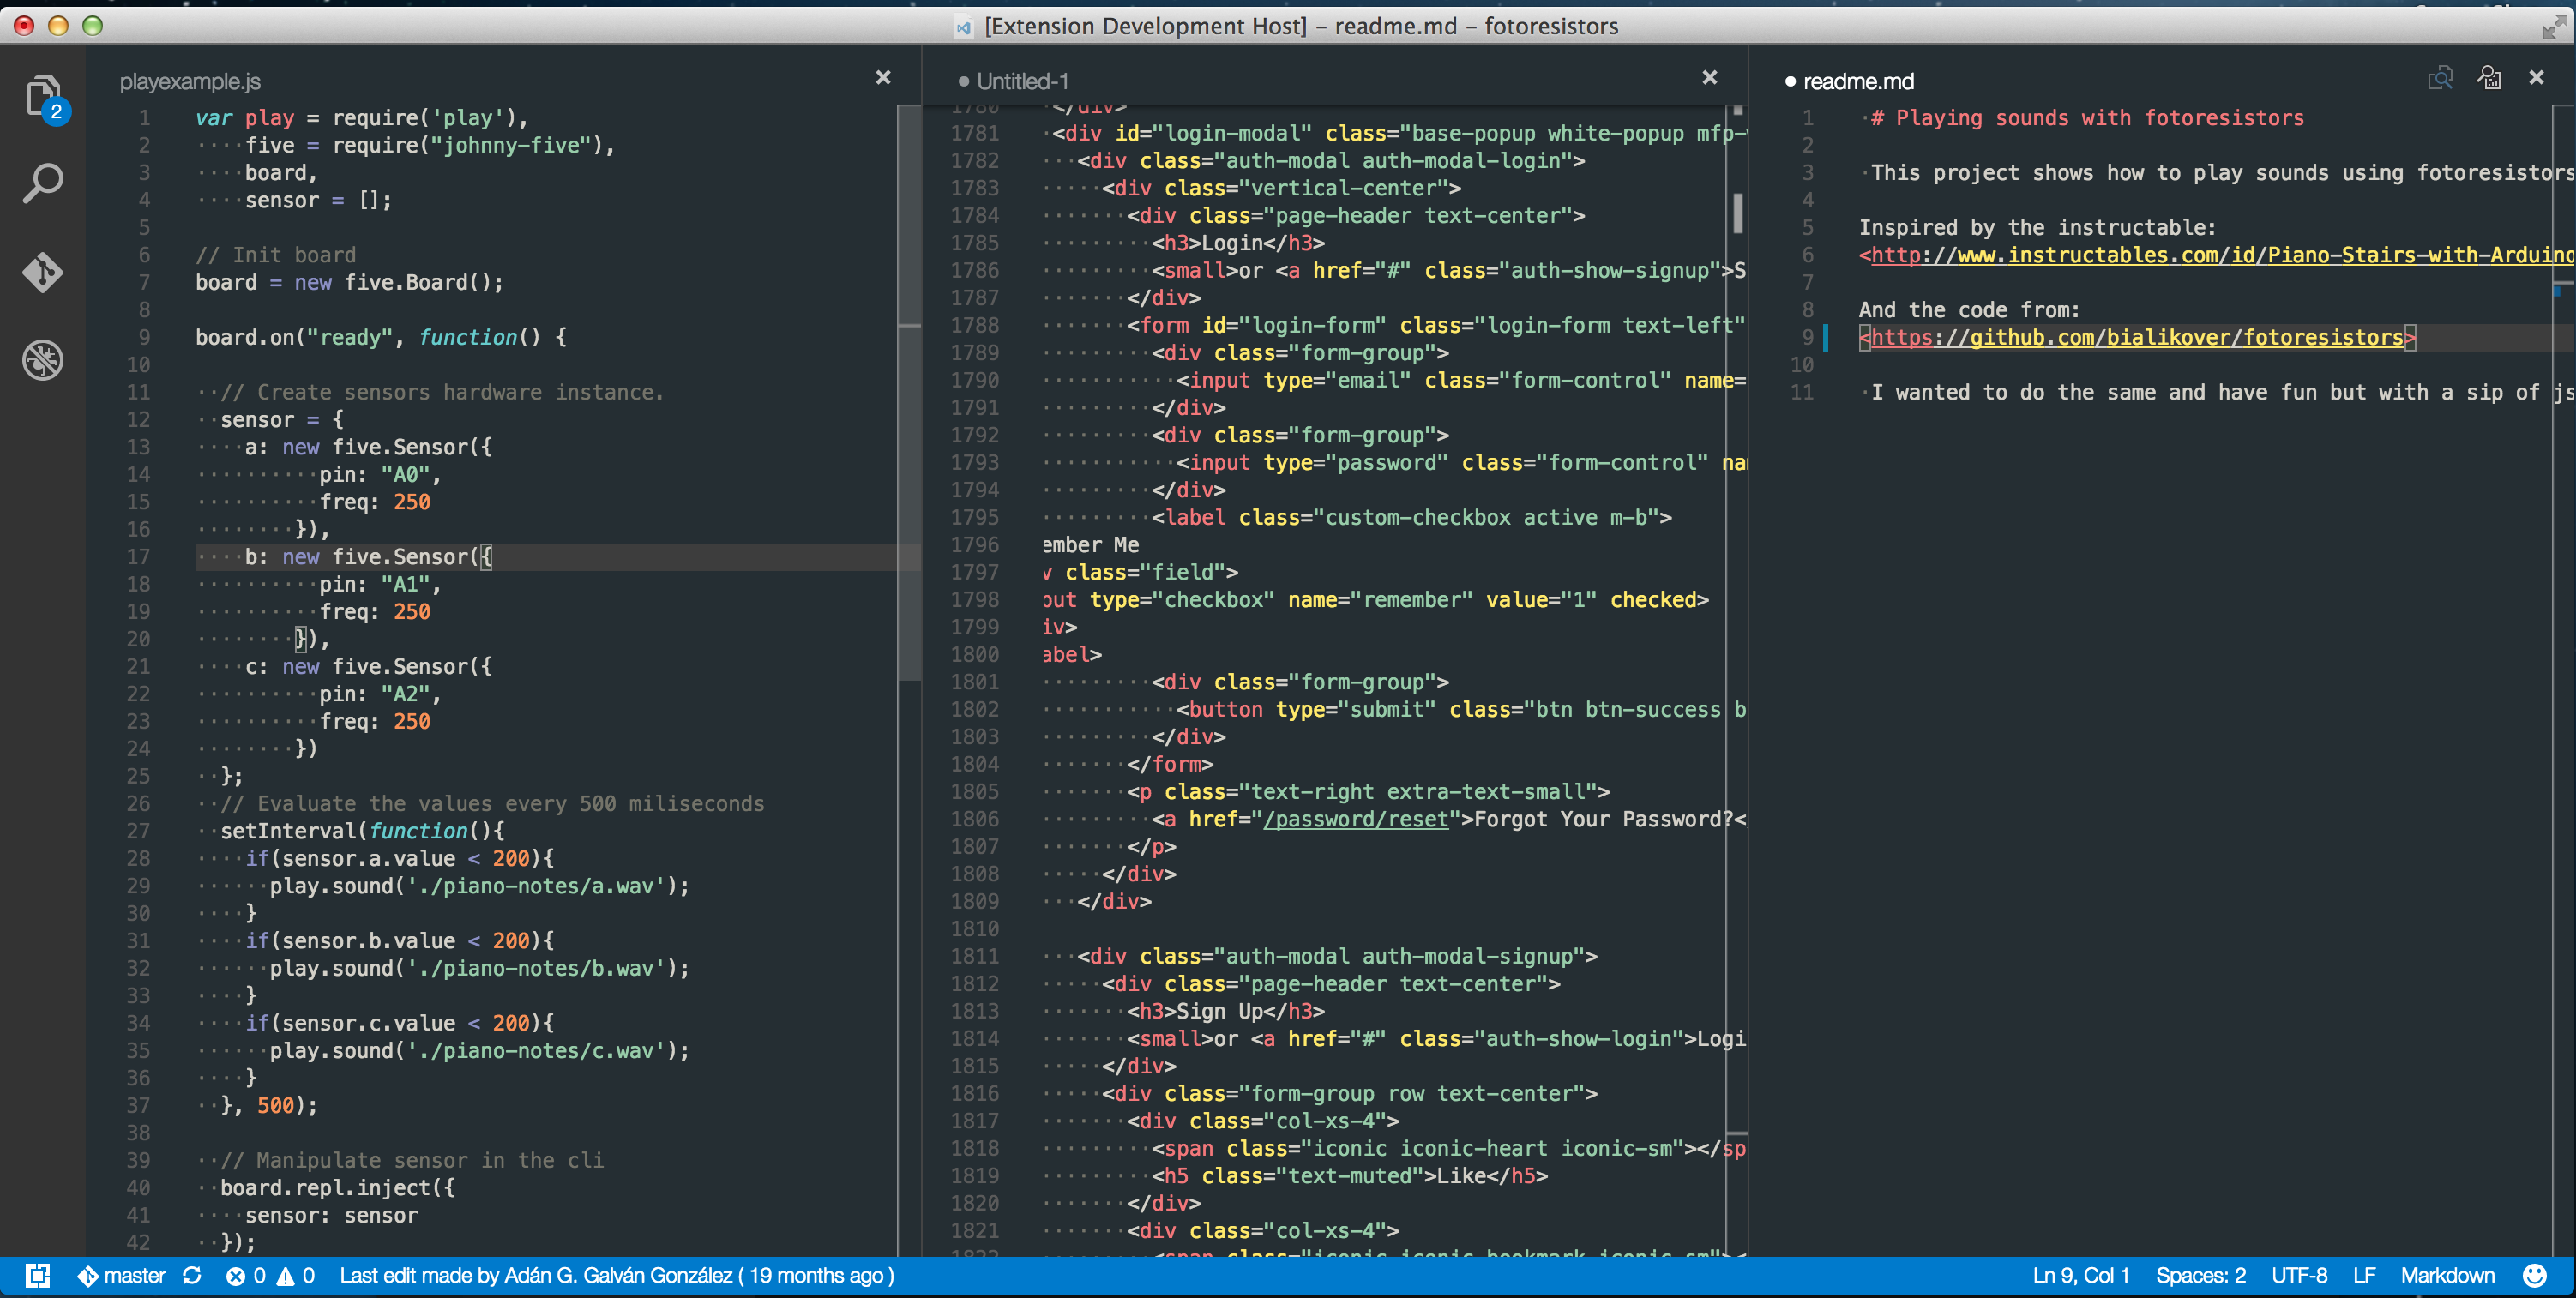 [Extension Development Host] – readme.md – fotoresistors
2
playexample.js
1 var play = require('play'),
2 five = require("johnny-five"),
3 board,
4 sensor = [];
5
6 // Init board
7 board = new five.Board();
8
9 board.on("ready", function() {
10
11 // Create sensors hardware instance.
12 sensor = {
13 a: new five.Sensor({
14 pin: "A0",
15 freq: 250
16 }),
17 b: new five.Sensor({
18 pin: "A1",
19 freq: 250
20 }),
21 c: new five.Sensor({
22 pin: "A2",
23 freq: 250
24 })
25 };
26 // Evaluate the values every 500 miliseconds
27 setInterval(function(){
28 if(sensor.a.value < 200){
29 play.sound('./piano-notes/a.wav');
30 }
31 if(sensor.b.value < 200){
32 play.sound('./piano-notes/b.wav');
33 }
34 if(sensor.c.value < 200){
35 play.sound('./piano-notes/c.wav');
36 }
37 }, 500);
38
39 // Manipulate sensor in the cli
40 board.repl.inject({
41 sensor: sensor
42 });
Untitled-1
1780 </div>
1781 <div id="login-modal" class="base-popup white-popup mfp-
1782 <div class="auth-modal auth-modal-login">
1783 <div class="vertical-center">
1784 <div class="page-header text-center">
1785 <h3>Login</h3>
1786 <small>or <a href="#" class="auth-show-signup">S
1787 </div>
1788 <form id="login-form" class="login-form text-left"
1789 <div class="form-group">
1790 <input type="email" class="form-control" name=
1791 </div>
1792 <div class="form-group">
1793 <input type="password" class="form-control" na
1794 </div>
1795 <label class="custom-checkbox active m-b">
1796 ember Me
1797 v class="field">
1798 put type="checkbox" name="remember" value="1" checked>
1799 iv>
1800 abel>
1801 <div class="form-group">
1802 <button type="submit" class="btn btn-success b
1803 </div>
1804 </form>
1805 <p class="text-right extra-text-small">
1806 <a href="/password/reset">Forgot Your Password?<
1807 </p>
1808 </div>
1809 </div>
1810
1811 <div class="auth-modal auth-modal-signup">
1812 <div class="page-header text-center">
1813 <h3>Sign Up</h3>
1814 <small>or <a href="#" class="auth-show-login">Logi
1815 </div>
1816 <div class="form-group row text-center">
1817 <div class="col-xs-4">
1818 <span class="iconic iconic-heart iconic-sm"></sp
1819 <h5 class="text-muted">Like</h5>
1820 </div>
1821 <div class="col-xs-4">
1822 <span class="iconic iconic-bookmark iconic-sm"><
readme.md
1 # Playing sounds with fotoresistors
2
3 This project shows how to play sounds using fotoresistors
4
5 Inspired by the instructable:
6 <http://www.instructables.com/id/Piano-Stairs-with-Arduino
7
8 And the code from:
9 <https://github.com/bialikover/fotoresistors>
10
11 I wanted to do the same and have fun but with a sip of js
master 0 0 Last edit made by Adán G. Galván González ( 19 months ago )
Ln 9, Col 1 Spaces: 2 UTF-8 LF Markdown